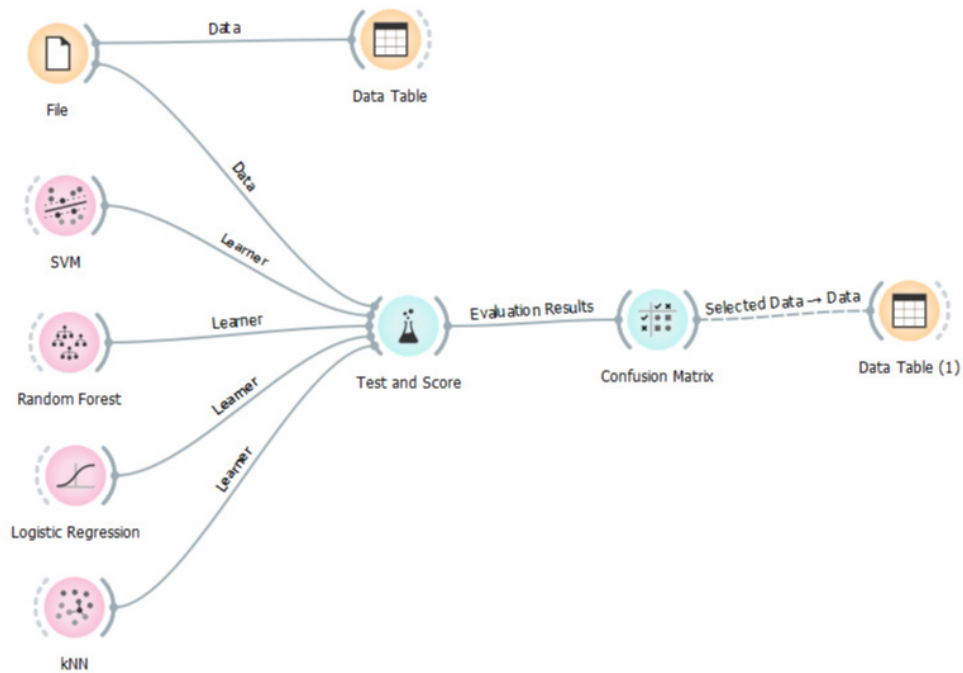 Data
File
Data Table
Data
SVM
Learner
Random Forest
Learner
Logistic Regression
Learner
kNN
Learner
Test and Score
Evaluation Results
Confusion Matrix
Selected Data → Data
Data Table (1)